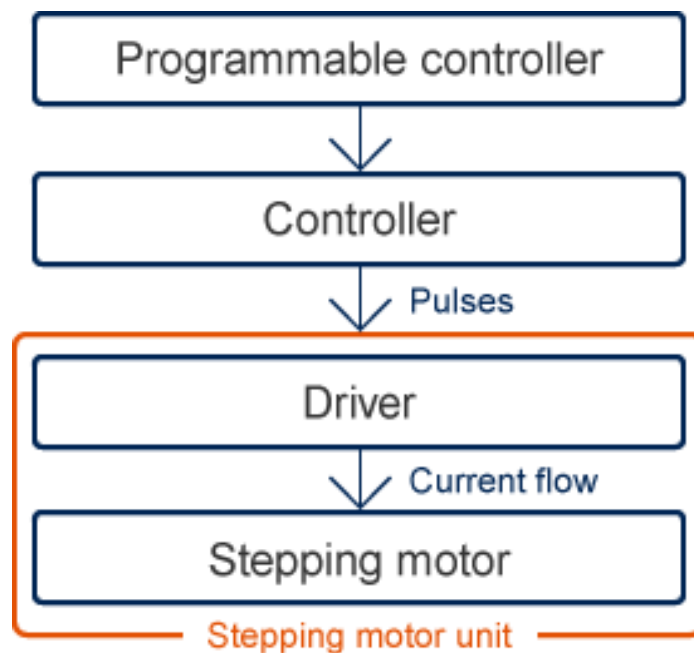 Programmable controller
Controller
Pulses
Driver
Current flow
Stepping motor
Stepping motor unit